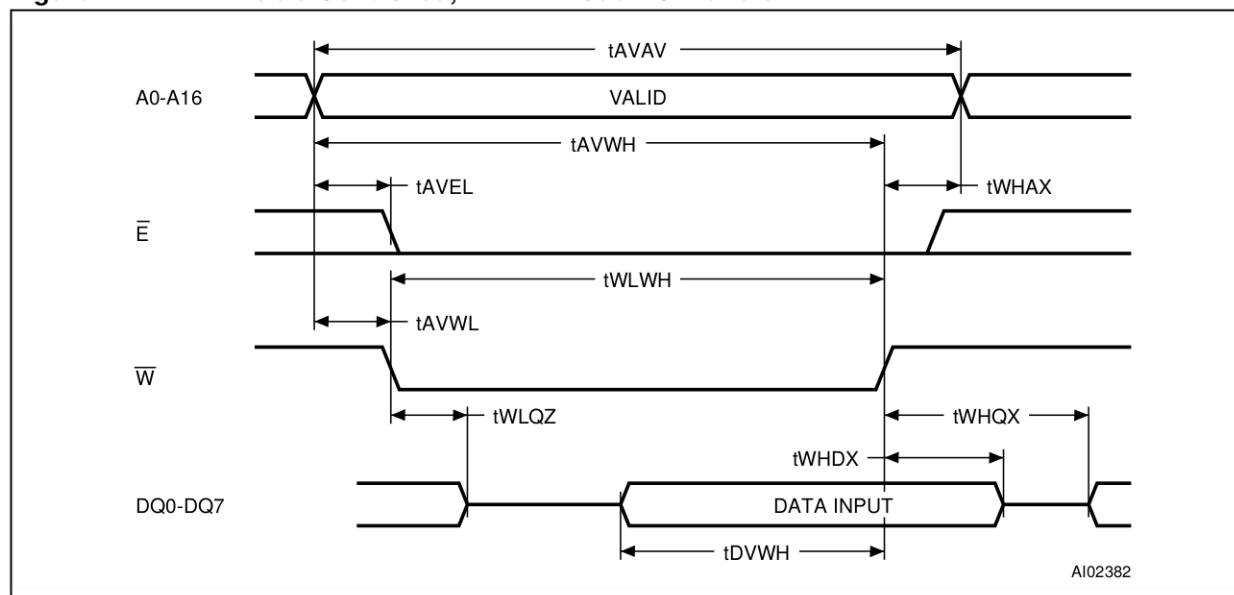 tAVAV
A0-A16
VALID
tAVWH
tAVEL
tWHAX
E̅
tWLWH
tAVWL
W̅
tWLQZ
tWHQX
tWHDX
DQ0-DQ7
DATA INPUT
tDVWH
AI02382